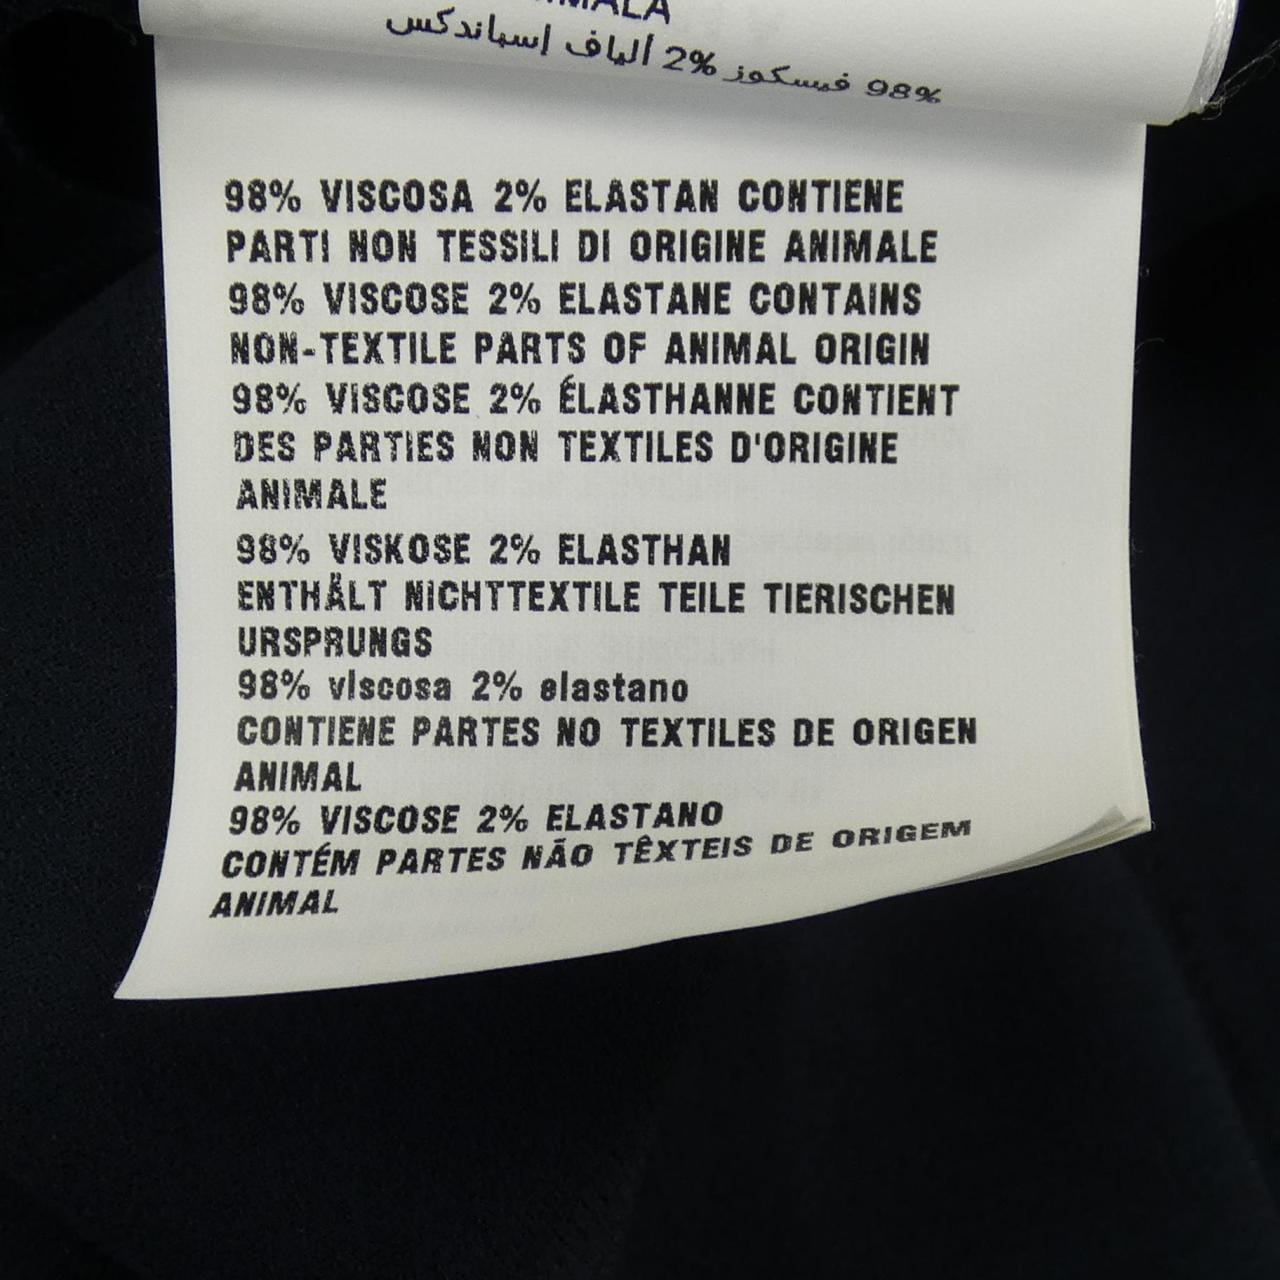 98% فيسكوز 2% ألياف إسباندكس
98% VISCOSA 2% ELASTAN CONTIENE
PARTI NON TESSILI DI ORIGINE ANIMALE
98% VISCOSE 2% ELASTANE CONTAINS
NON-TEXTILE PARTS OF ANIMAL ORIGIN
98% VISCOSE 2% ÉLASTHANNE CONTIENT
DES PARTIES NON TEXTILES D'ORIGINE
ANIMALE
98% VISKOSE 2% ELASTHAN
ENTHÄLT NICHTTEXTILE TEILE TIERISCHEN
URSPRUNGS
98% viscosa 2% elastano
CONTIENE PARTES NO TEXTILES DE ORIGEN
ANIMAL
98% VISCOSE 2% ELASTANO
CONTÉM PARTES NÃO TÊXTEIS DE ORIGEM
ANIMAL